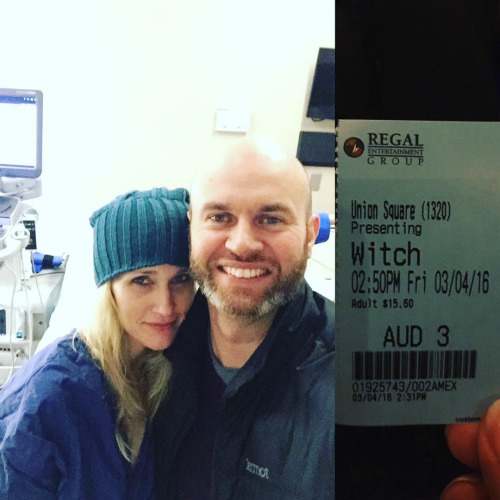 REGAL
ENTERTAINMENT
GROUP
Union Square (1320)
Presenting
Witch
02:50PM Fri 03/04/16
Adult $15.60
AUD 3
01925743/002AMEX
03/04/16 2:31PM